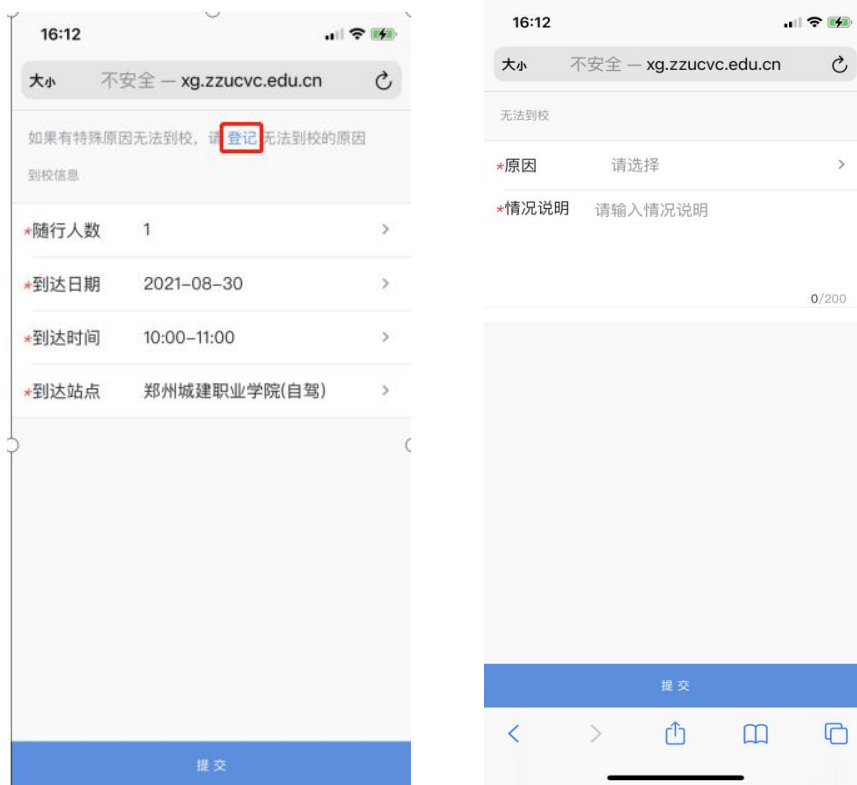 16:12
大小 不安全 — xg.zzucvc.edu.cn
如果有特殊原因无法到校，请 登记 无法到校的原因
到校信息
*随行人数 1
*到达日期 2021-08-30
*到达时间 10:00-11:00
*到达站点 郑州城建职业学院(自驾)
提交
16:12
大小 不安全 — xg.zzucvc.edu.cn
无法到校
*原因 请选择
*情况说明 请输入情况说明
0/200
提交